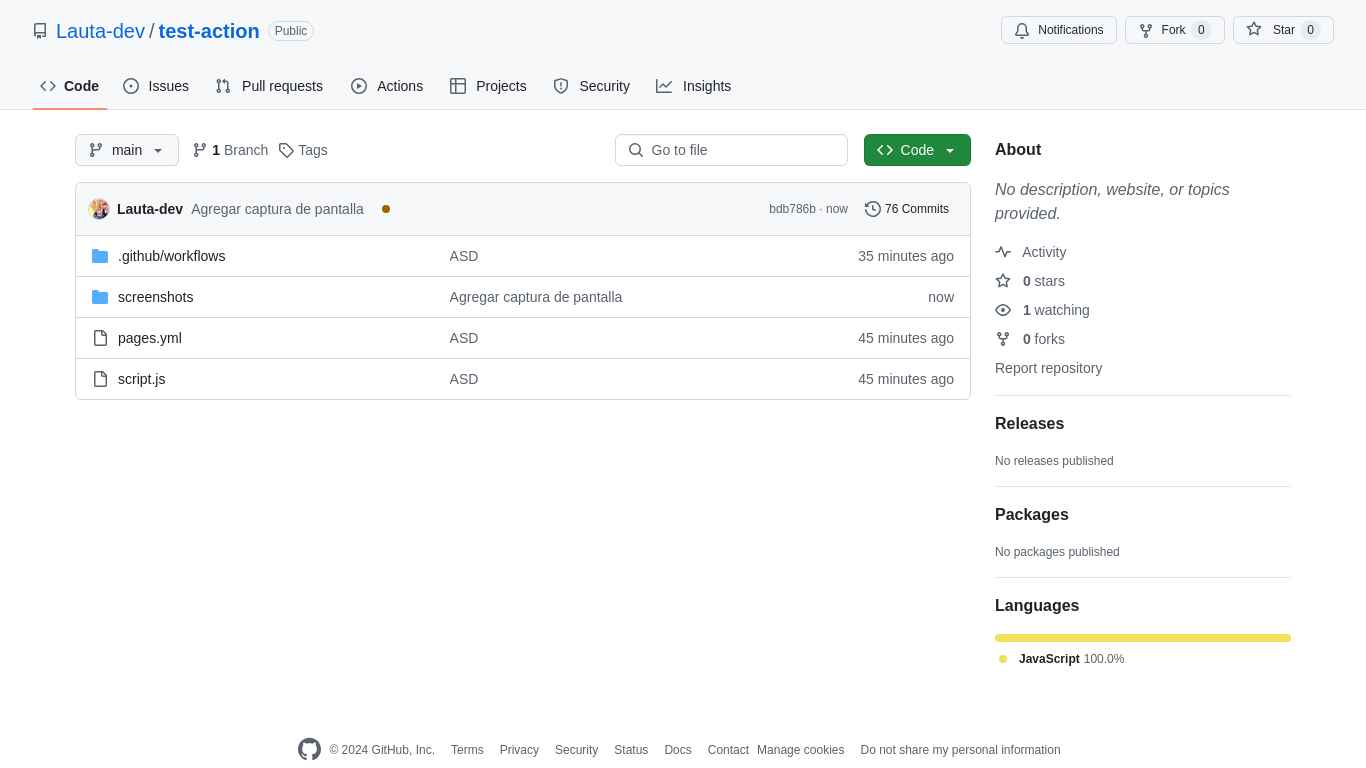 Lauta-dev / test-action Public Notifications Fork 0 Star 0
Code Issues Pull requests Actions Projects Security Insights
main 1 Branch Tags Go to file Code
Lauta-dev Agregar captura de pantalla bdb786b · now 76 Commits
.github/workflows ASD 35 minutes ago
screenshots Agregar captura de pantalla now
pages.yml ASD 45 minutes ago
script.js ASD 45 minutes ago
About
No description, website, or topics
provided.
Activity
0 stars
1 watching
0 forks
Report repository
Releases
No releases published
Packages
No packages published
Languages
JavaScript 100.0%
© 2024 GitHub, Inc. Terms Privacy Security Status Docs Contact Manage cookies Do not share my personal information